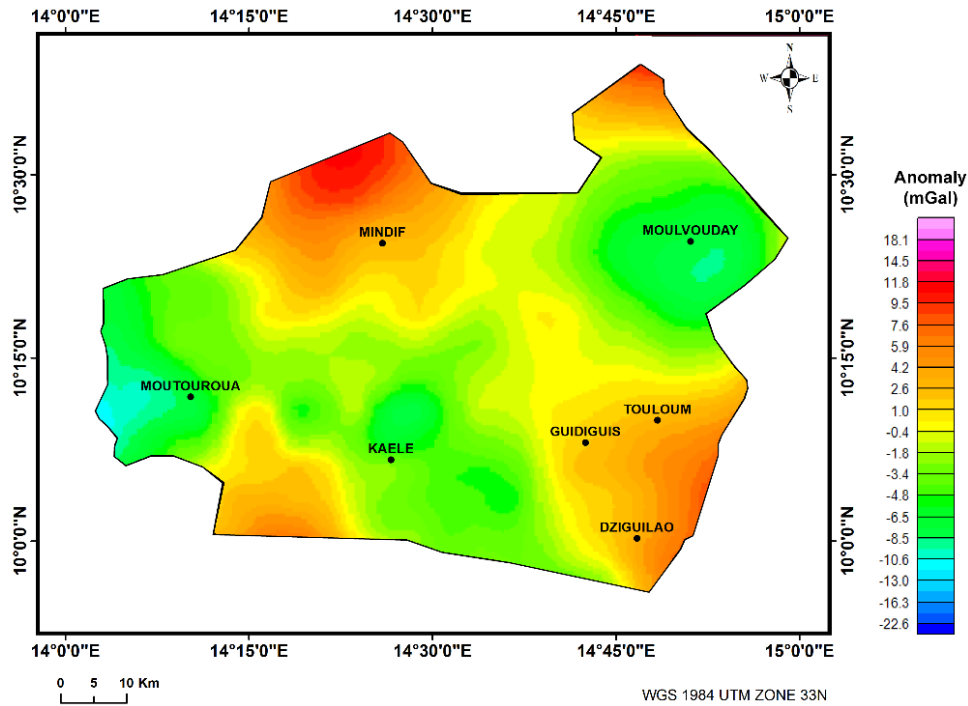 14°0'0"E 14°15'0"E 14°30'0"E 14°45'0"E 15°0'0"E
N
W E
S
10°30'0"N 10°30'0"N
Anomaly
(mGal)
MINDIF
MOULVOUDAY
18.1
14.5
11.8
9.5
7.6
5.9
4.2
2.6
1.0
-0.4
-1.8
-3.4
-4.8
-6.5
-8.5
-10.6
-13.0
-16.3
-22.6
10°15'0"N 10°15'0"N
MOUTOUROUA
TOULOUM
GUIDIGUIS
KAELE
DZIGUILAO
10°0'0"N 10°0'0"N
14°0'0"E 14°15'0"E 14°30'0"E 14°45'0"E 15°0'0"E
0 5 10 Km
WGS 1984 UTM ZONE 33N